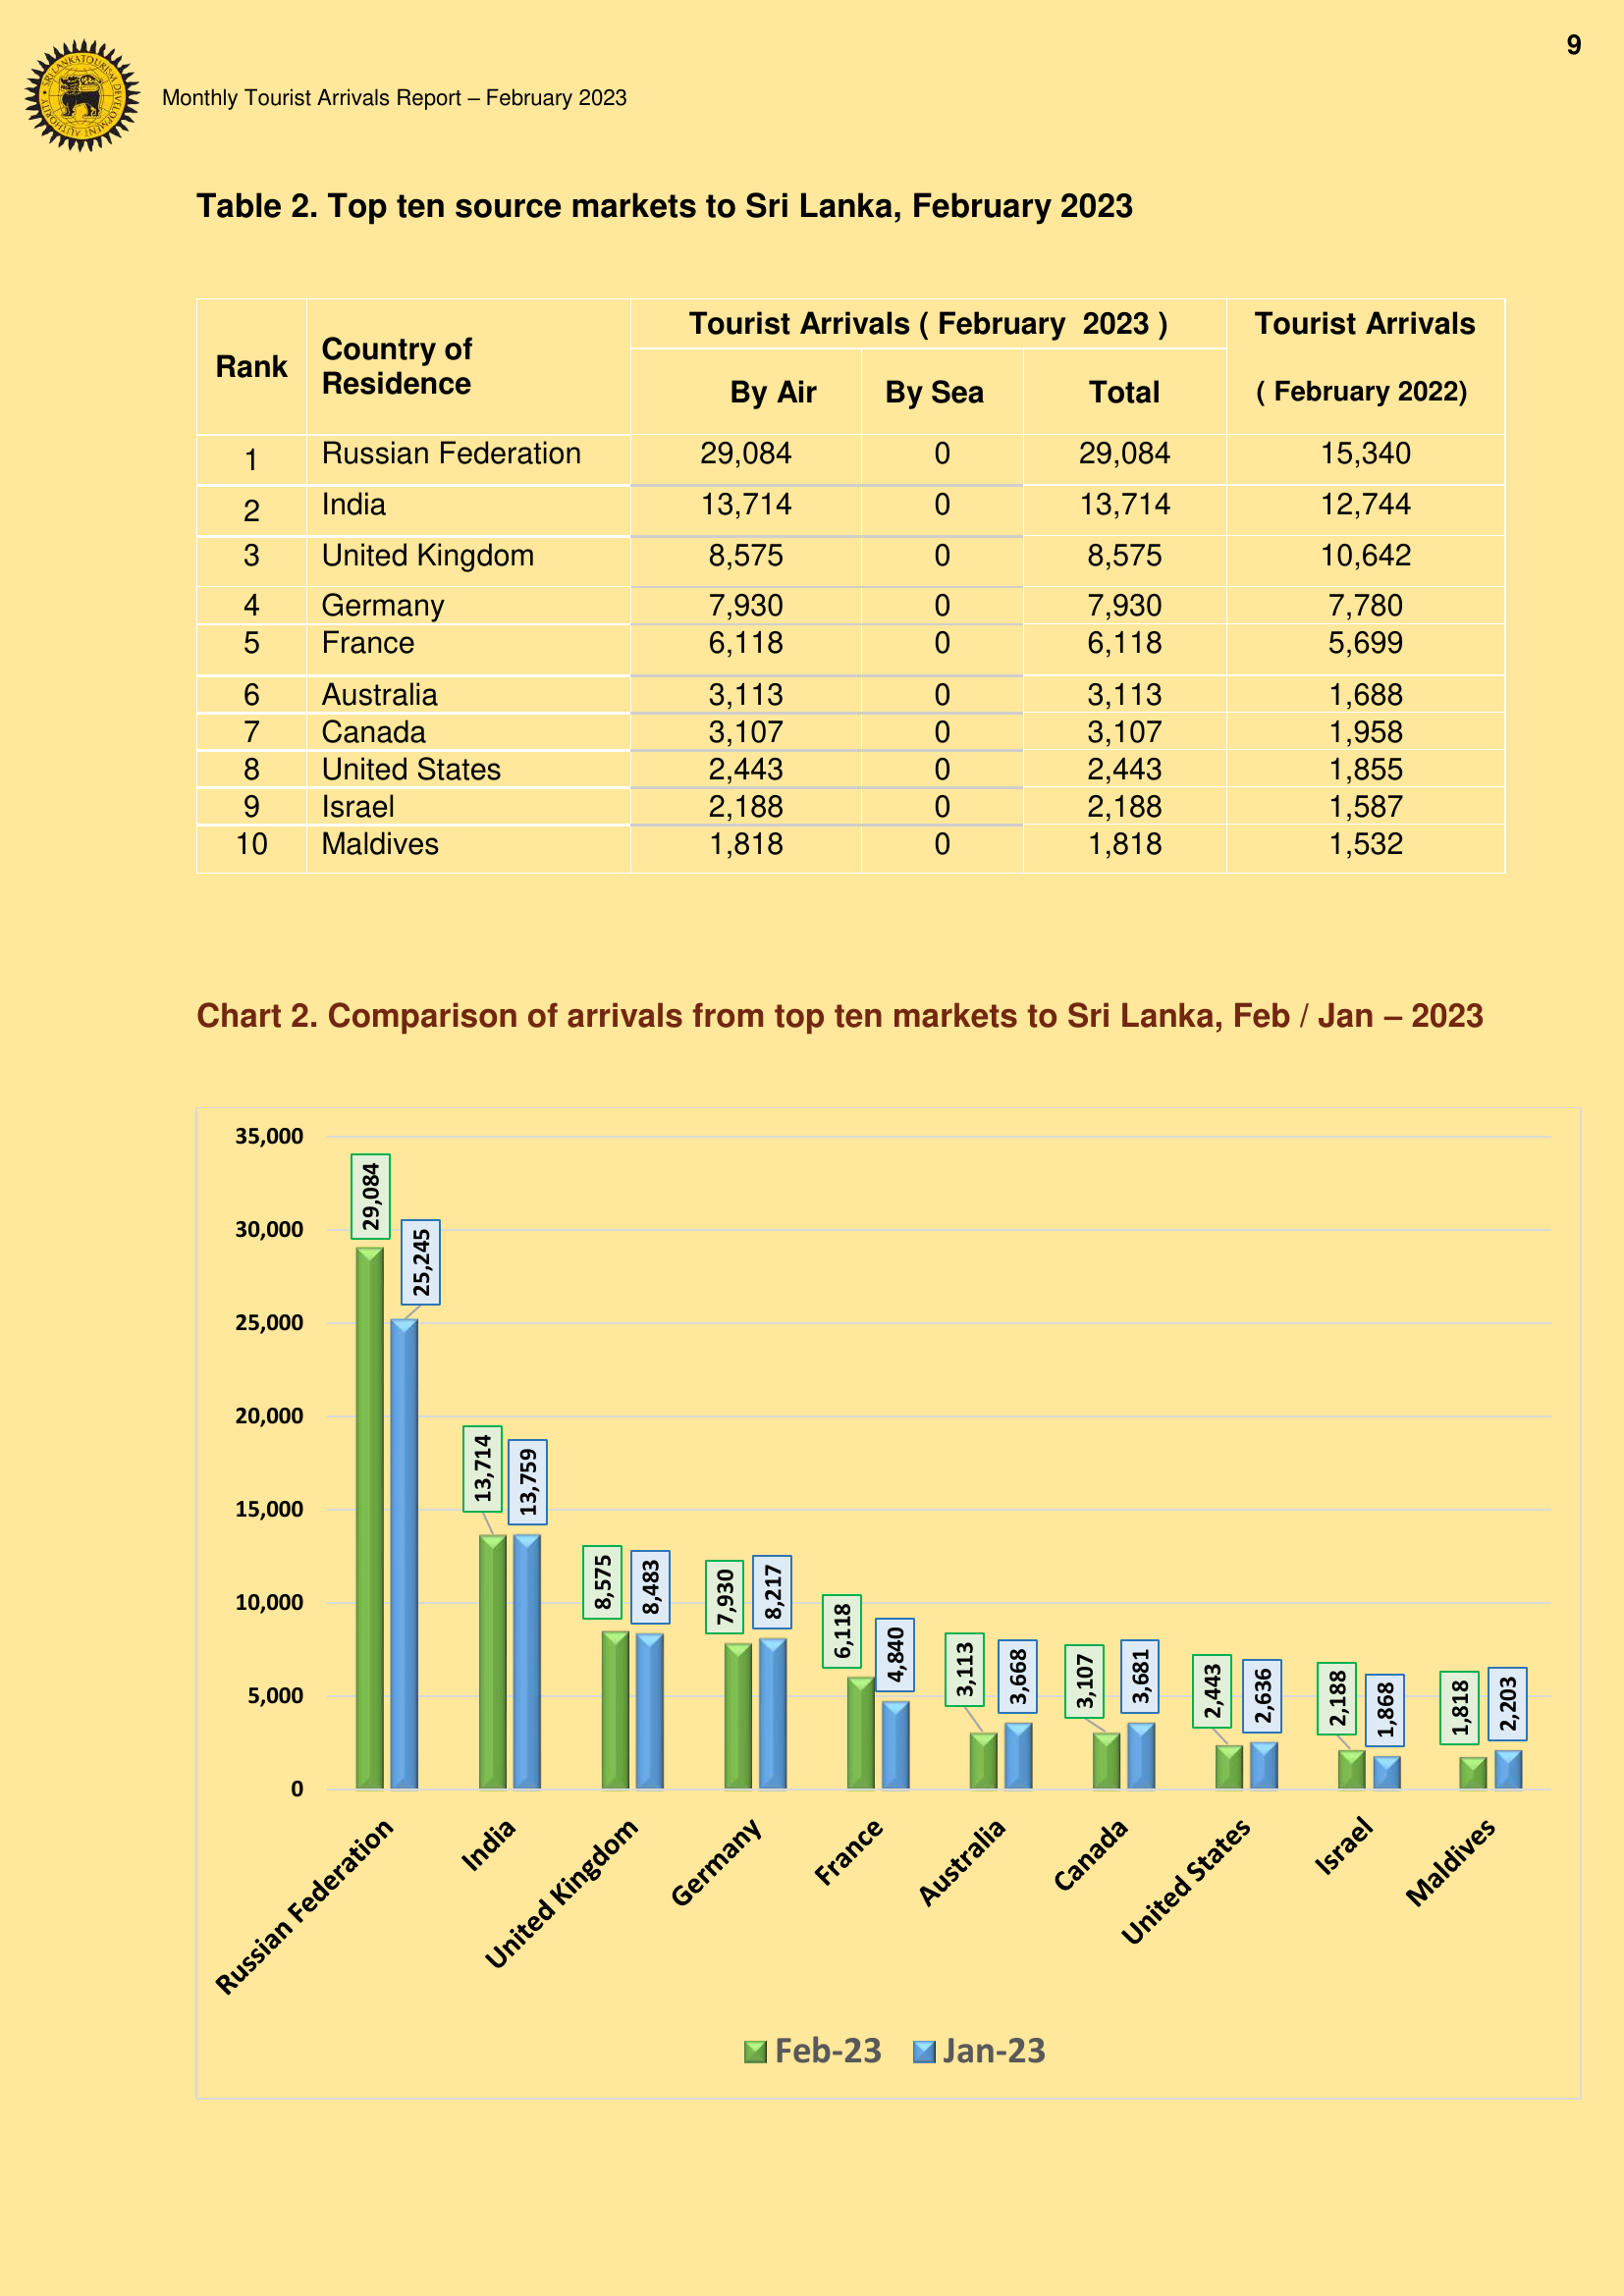 9
SRI LANKA TOURISM DEVELOPMENT AUTHORITY
Monthly Tourist Arrivals Report – February 2023
Table 2. Top ten source markets to Sri Lanka, February 2023
Rank Country of Residence Tourist Arrivals ( February 2023 ) Tourist Arrivals
By Air By Sea Total ( February 2022)
1 Russian Federation 29,084 0 29,084 15,340
2 India 13,714 0 13,714 12,744
3 United Kingdom 8,575 0 8,575 10,642
4 Germany 7,930 0 7,930 7,780
5 France 6,118 0 6,118 5,699
6 Australia 3,113 0 3,113 1,688
7 Canada 3,107 0 3,107 1,958
8 United States 2,443 0 2,443 1,855
9 Israel 2,188 0 2,188 1,587
10 Maldives 1,818 0 1,818 1,532
Chart 2. Comparison of arrivals from top ten markets to Sri Lanka, Feb / Jan – 2023
35,000
30,000
25,000
20,000
15,000
10,000
5,000
0
29,084 25,245
13,714 13,759
8,575 8,483
7,930 8,217
6,118 4,840
3,113 3,668
3,107 3,681
2,443 2,636
2,188 1,868
1,818 2,203
Russian Federation
India
United Kingdom
Germany
France
Australia
Canada
United States
Israel
Maldives
Feb-23 Jan-23